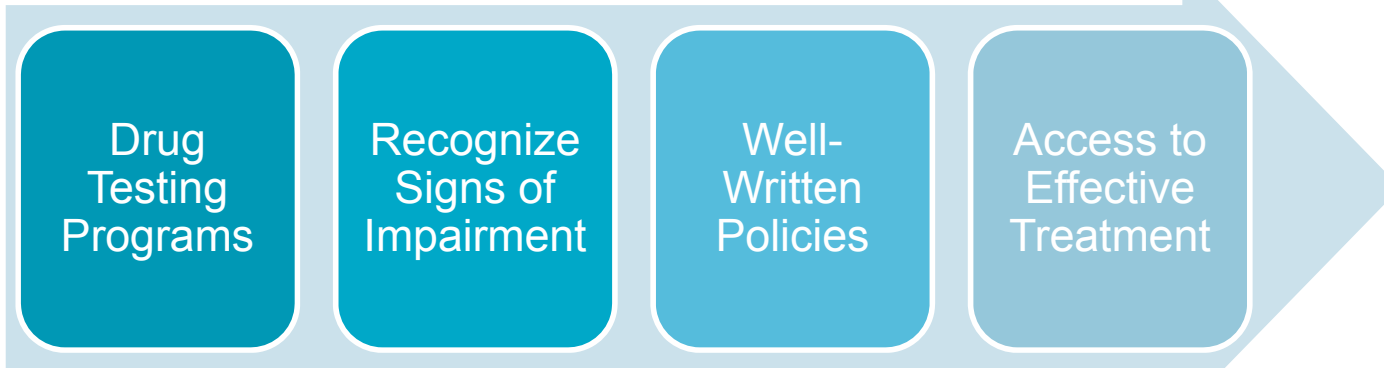 Drug
Testing
Programs
Recognize
Signs of
Impairment
Well-
Written
Policies
Access to
Effective
Treatment